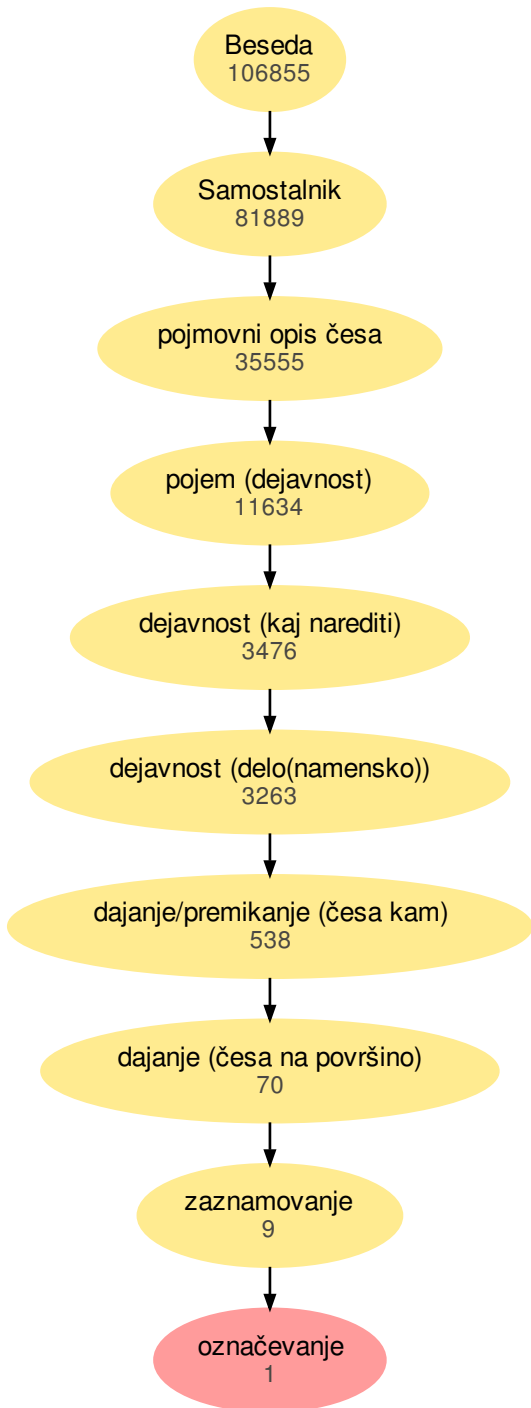 Beseda
106855
Samostalnik
81889
pojmovni opis česa
35555
pojem (dejavnost)
11634
dejavnost (kaj narediti)
3476
dejavnost (delo(namensko))
3263
dajanje/premikanje (česa kam)
538
dajanje (česa na površino)
70
zaznamovanje
9
označevanje
1